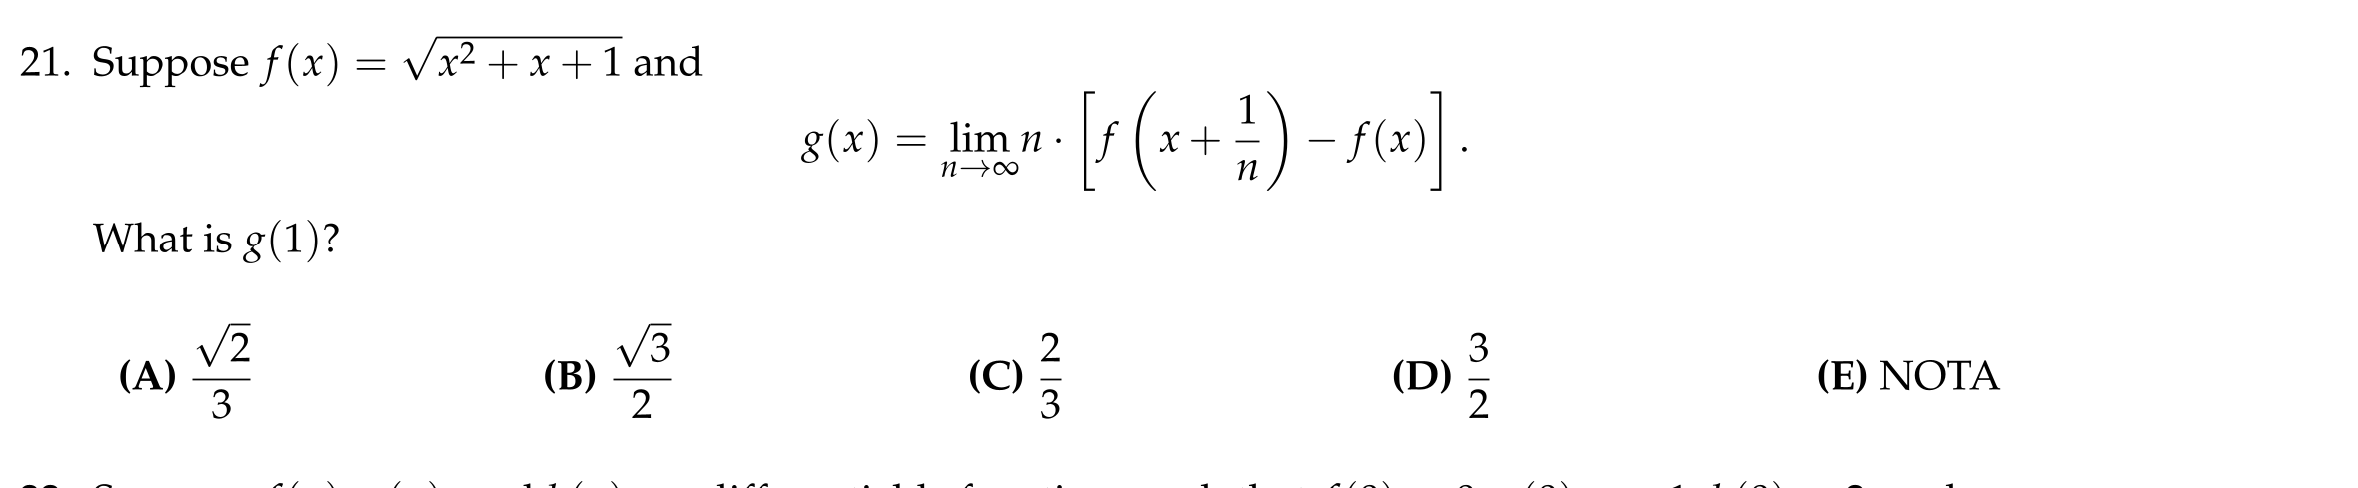 21. Suppose f(x) = √(x² + x + 1) and
g(x) = lim_{n→∞} n · [f(x + 1/n) − f(x)].
What is g(1)?
(A) √2/3 (B) √3/2 (C) 2/3 (D) 3/2 (E) NOTA